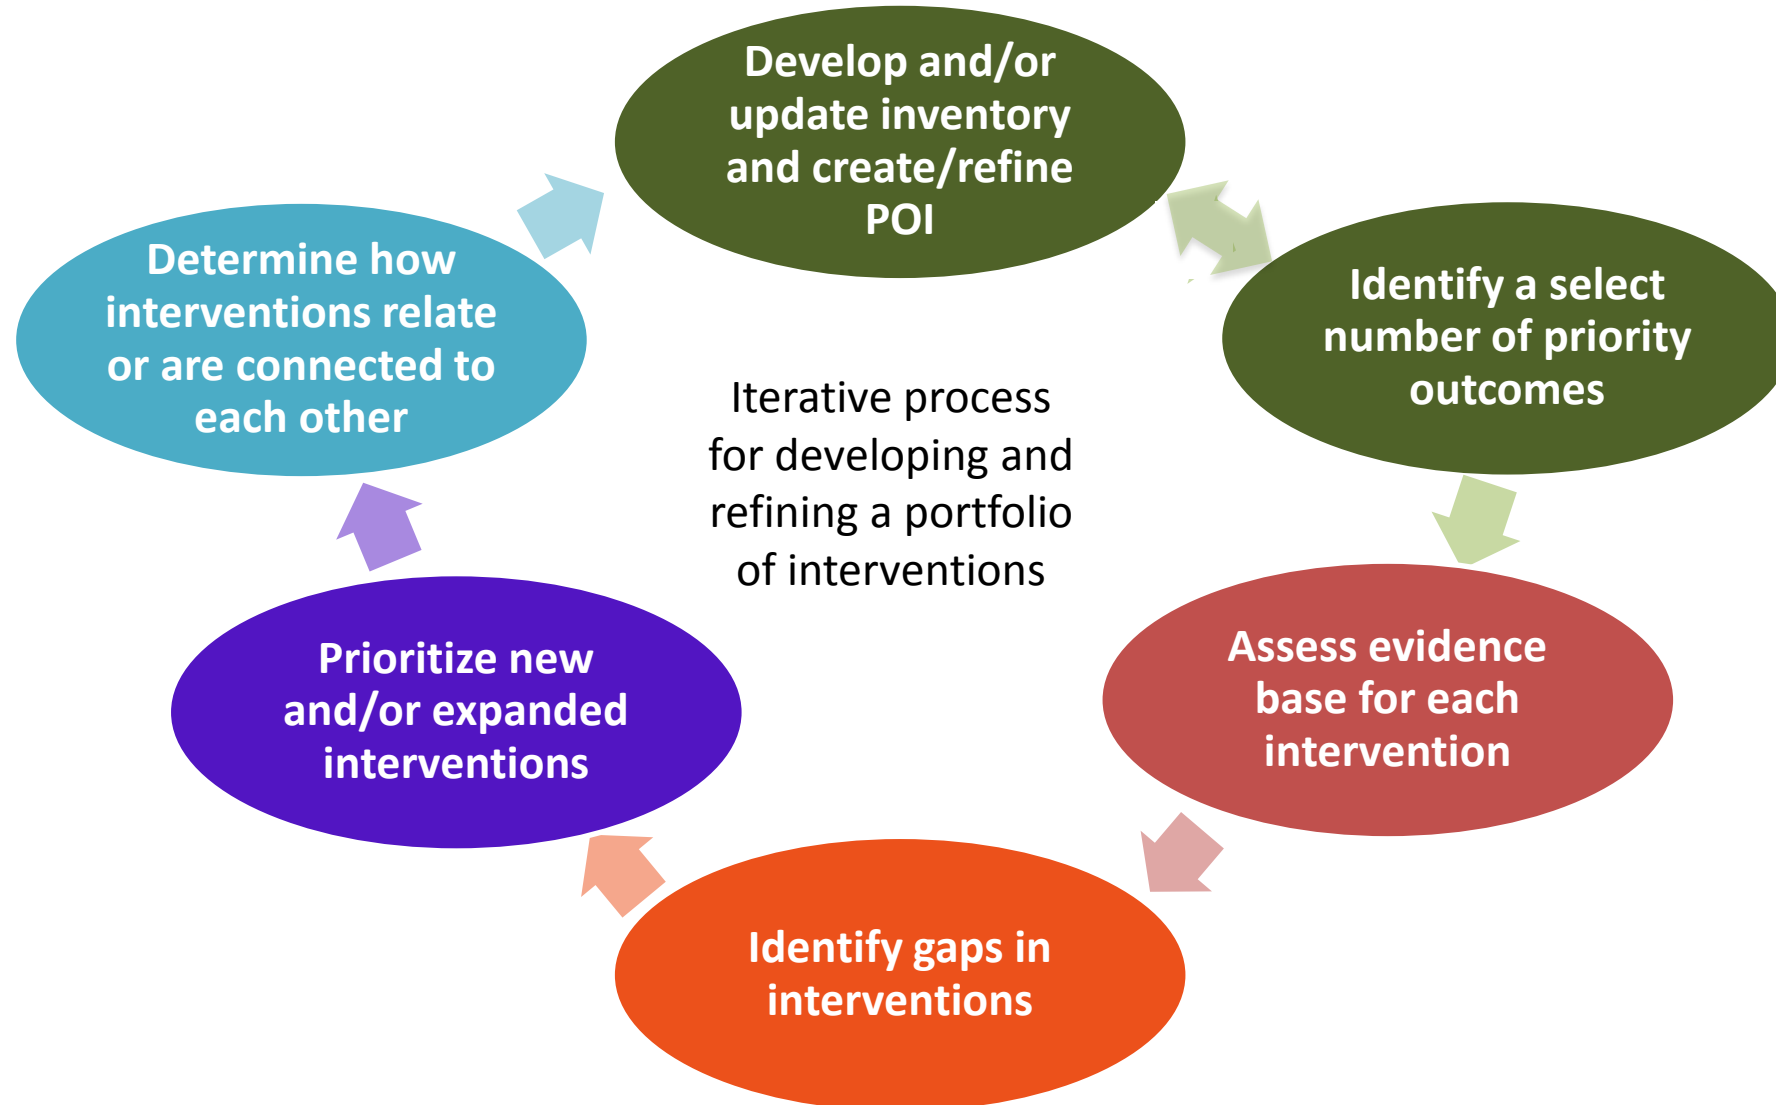 Develop and/or
update inventory
and create/refine
POI
Identify a select
number of priority
outcomes
Assess evidence
base for each
intervention
Identify gaps in
interventions
Prioritize new
and/or expanded
interventions
Determine how
interventions relate
or are connected to
each other
Iterative process
for developing and
refining a portfolio
of interventions